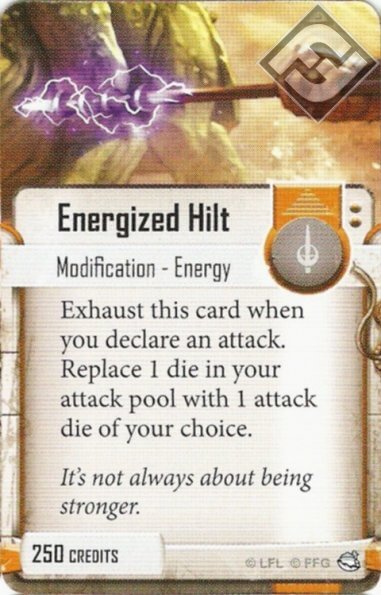 Energized Hilt
Modification - Energy
Exhaust this card when
you declare an attack.
Replace 1 die in your
attack pool with 1 attack
die of your choice.
It's not always about being
stronger.
250 CREDITS
© LFL © FFG